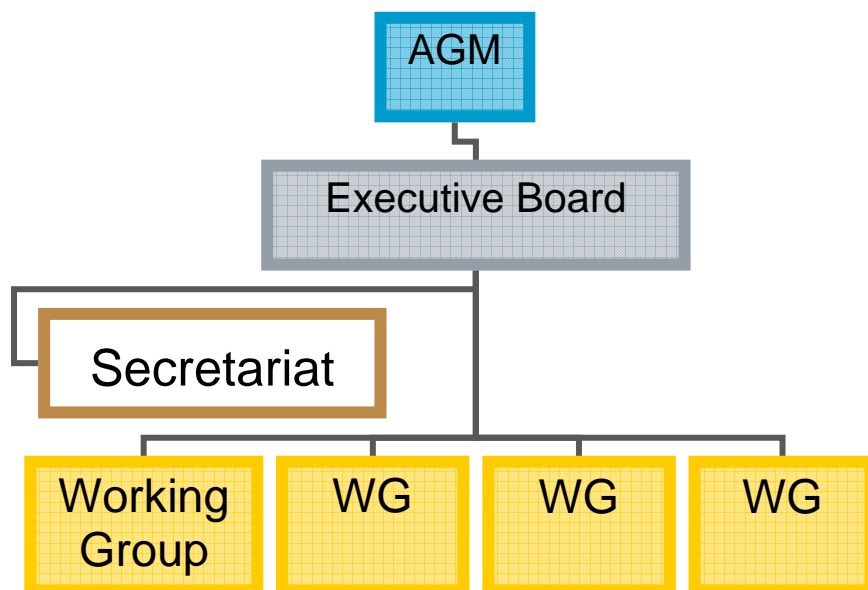 AGM
Executive Board
Secretariat
Working
Group
WG
WG
WG